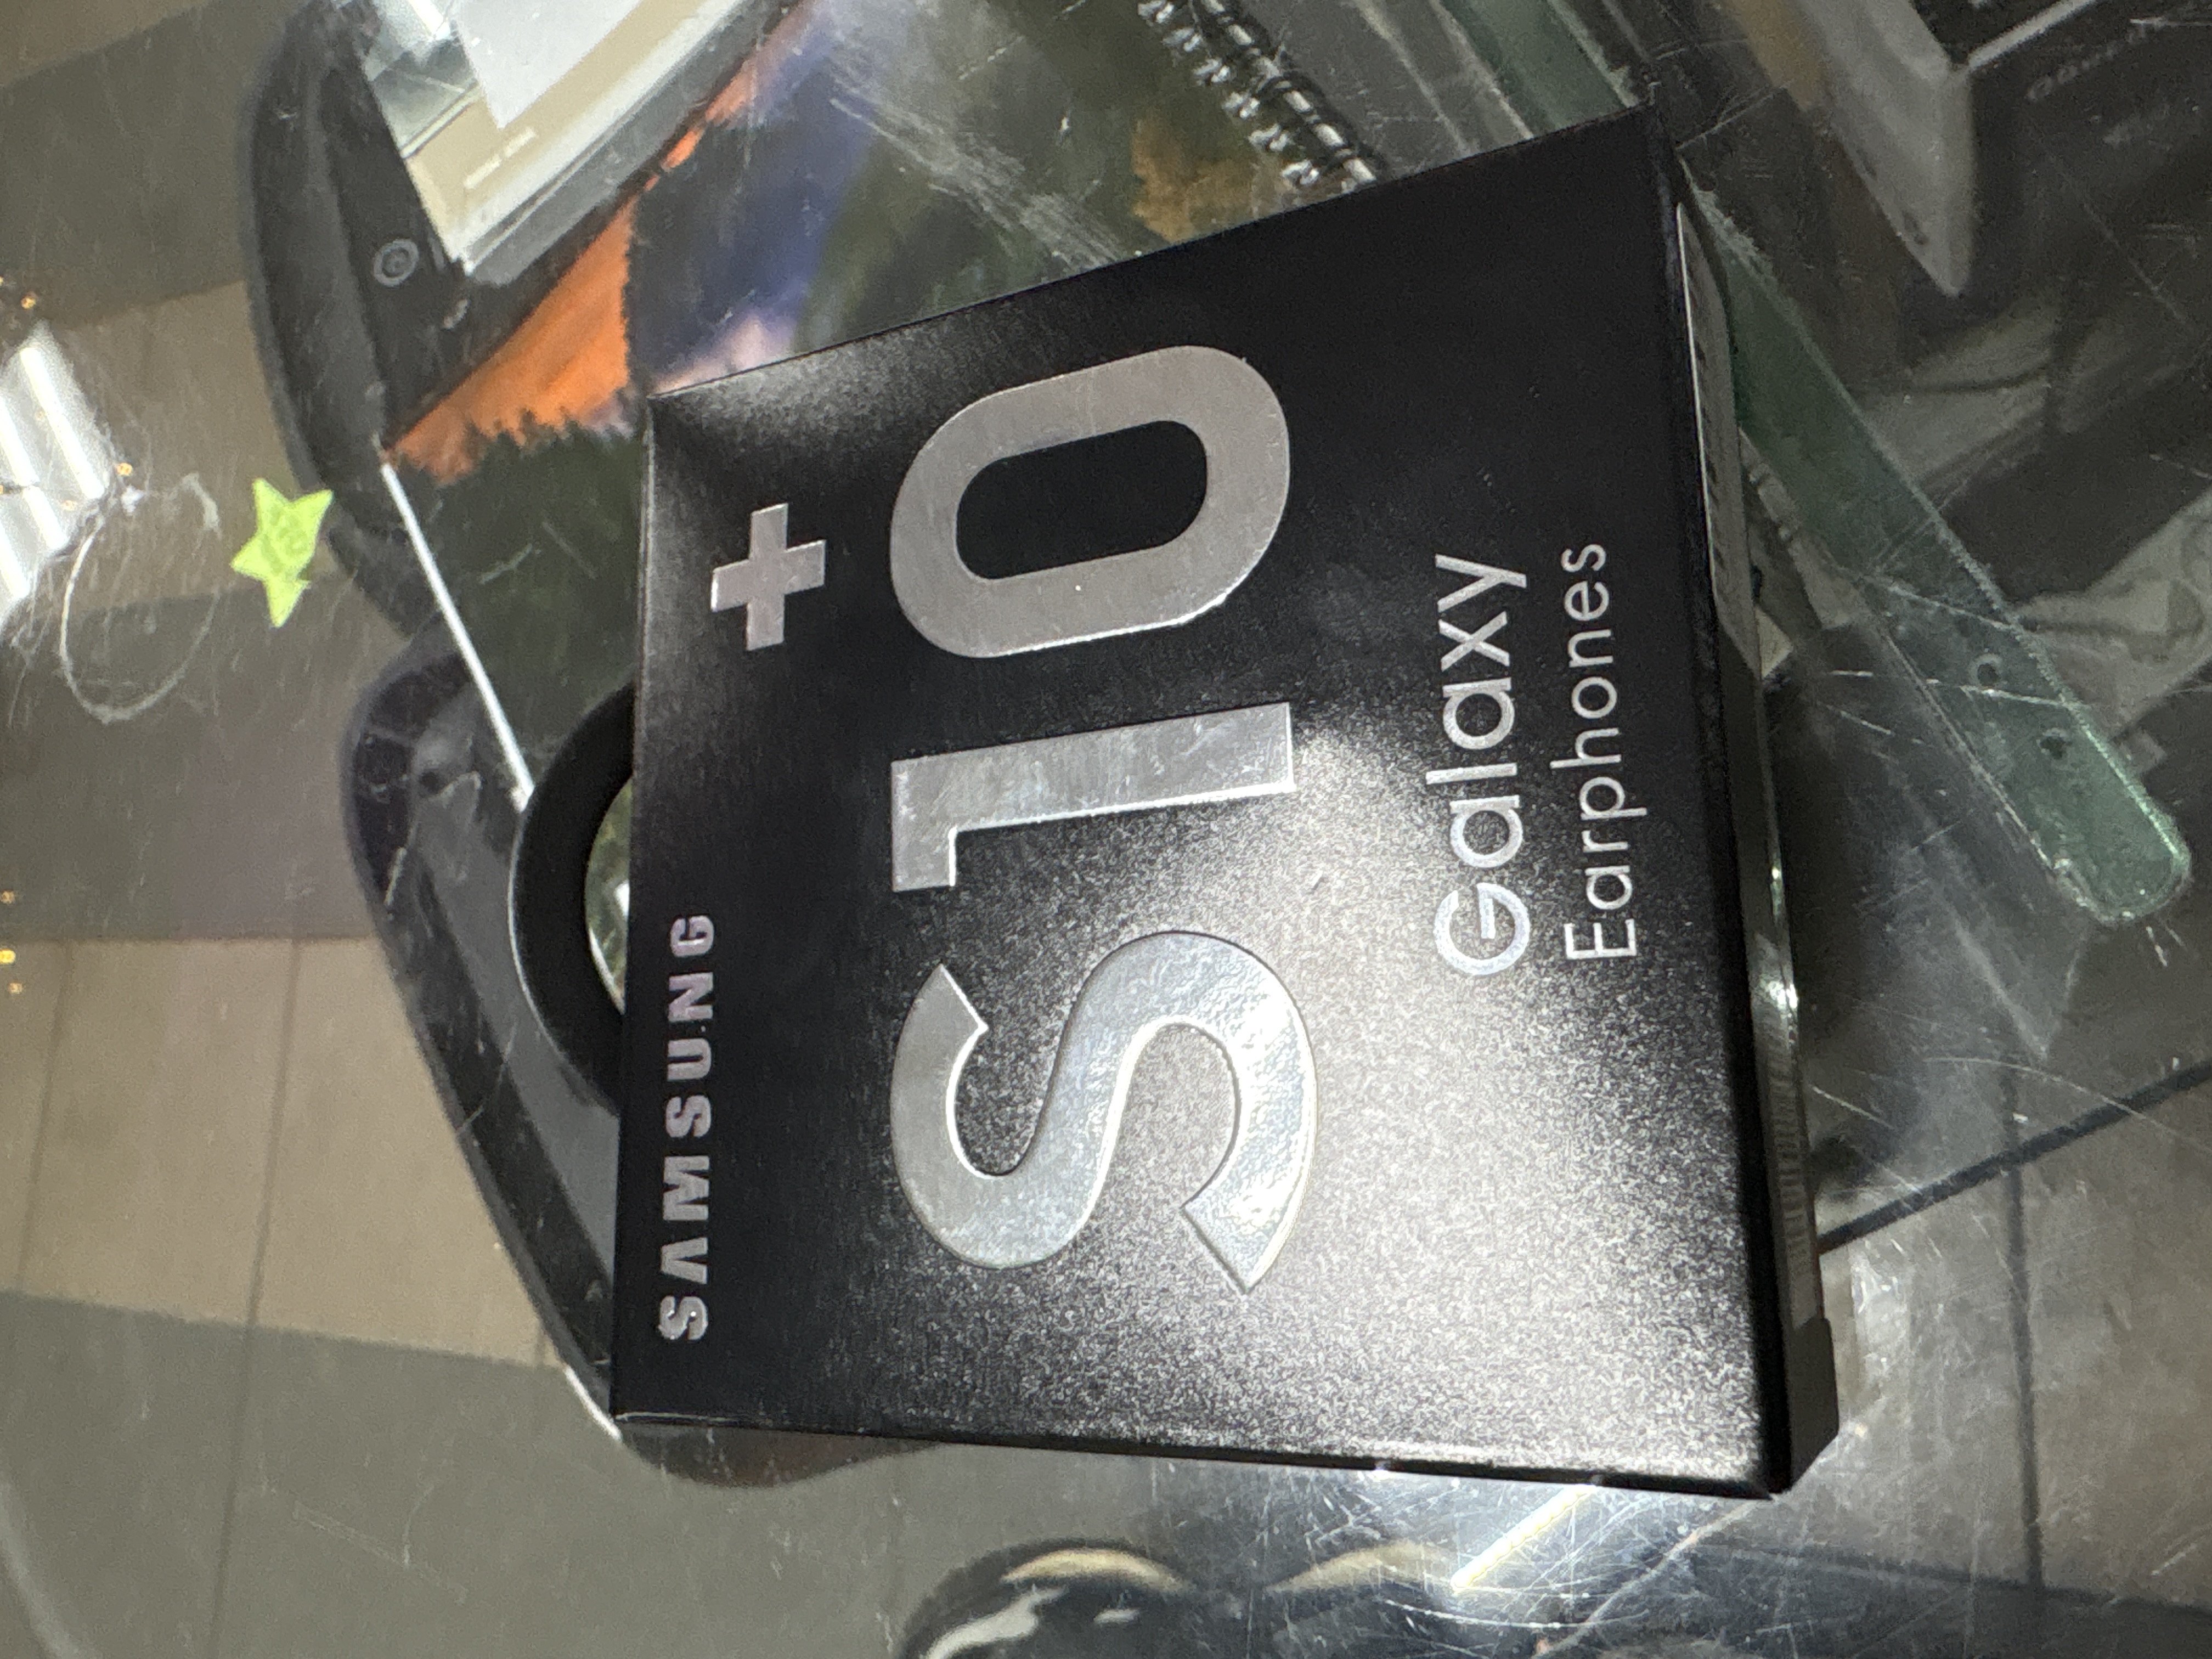 SAMSUNG
S10+
Galaxy
Earphones